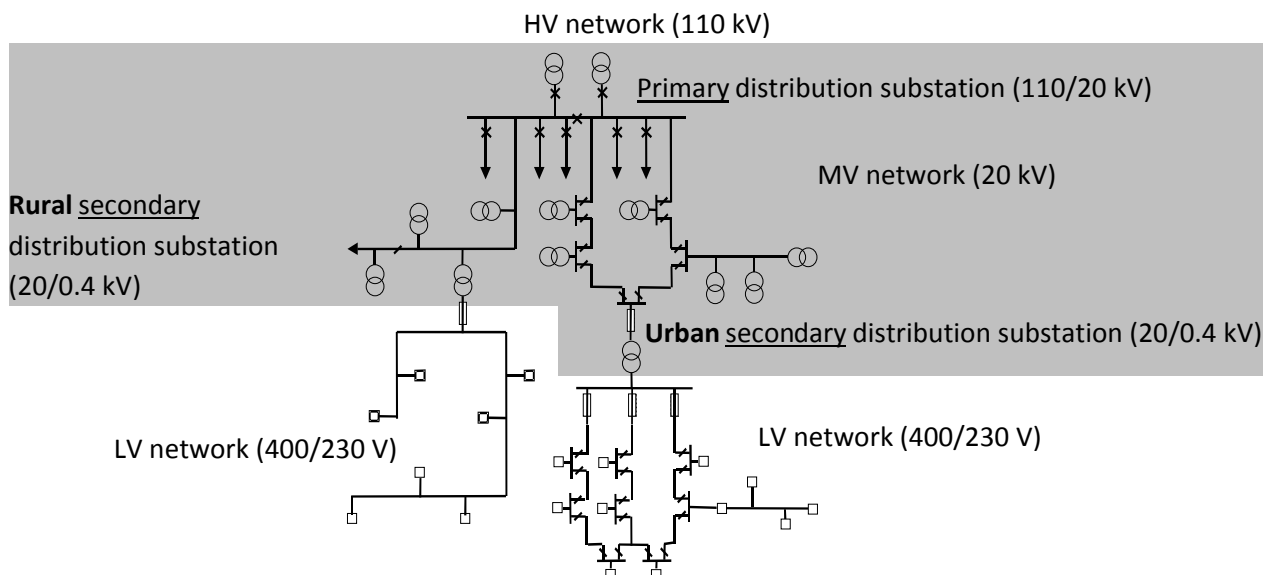 HV network (110 kV)
Primary distribution substation (110/20 kV)
MV network (20 kV)
Rural secondary
distribution substation
(20/0.4 kV)
Urban secondary distribution substation (20/0.4 kV)
LV network (400/230 V)
LV network (400/230 V)